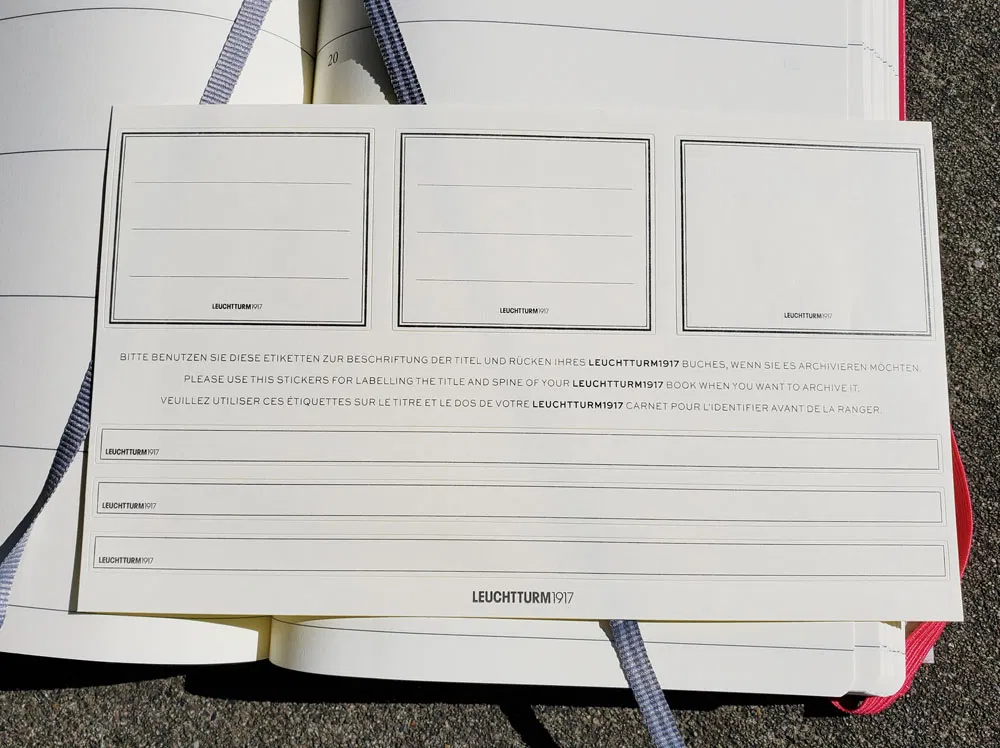 20
LEUCHTTURM1917 LEUCHTTURM1917 LEUCHTTURM1917
BITTE BENUTZEN SIE DIESE ETIKETTEN ZUR BESCHRIFTUNG DER TITEL UND RÜCKEN IHRES LEUCHTTURM1917 BUCHES, WENN SIE ES ARCHIVIEREN MÖCHTEN.
PLEASE USE THIS STICKERS FOR LABELLING THE TITLE AND SPINE OF YOUR LEUCHTTURM1917 BOOK WHEN YOU WANT TO ARCHIVE IT.
VEUILLEZ UTILISER CES ÉTIQUETTES SUR LE TITRE ET LE DOS DE VOTRE LEUCHTTURM1917 CARNET POUR L'IDENTIFIER AVANT DE LA RANGER.
LEUCHTTURM1917
LEUCHTTURM1917
LEUCHTTURM1917
LEUCHTTURM1917